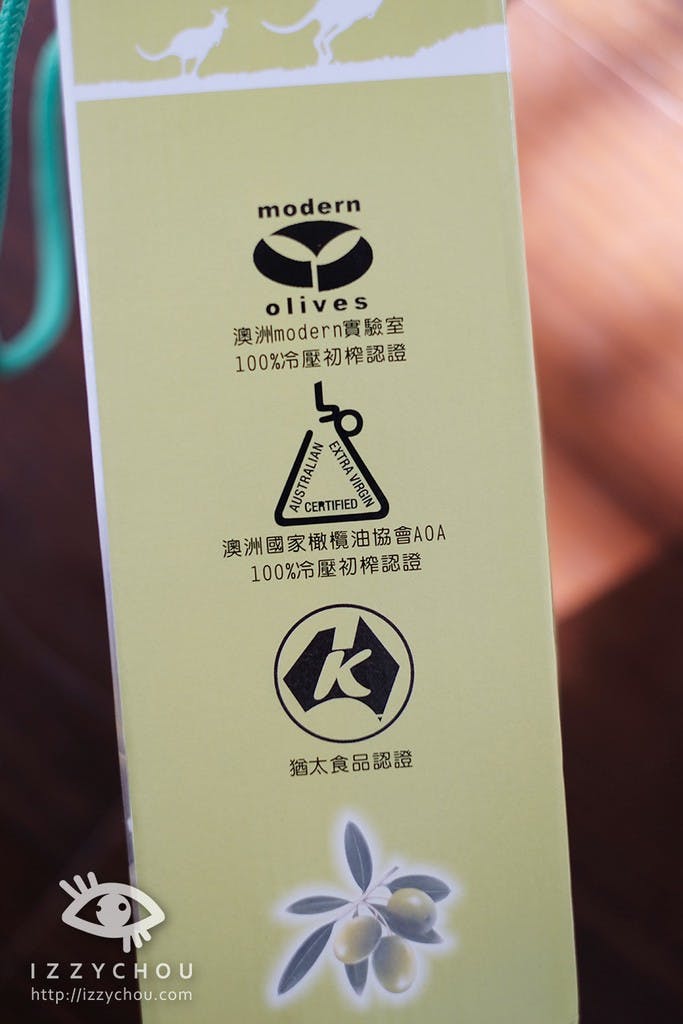 modern
olives
澳洲modern實驗室
100%冷壓初榨認證
AUSTRALIAN
EXTRA VIRGIN
CERTIFIED
澳洲國家橄欖油協會AOA
100%冷壓初榨認證
K
猶太食品認證
IZZYCHOU
http://izzychou.com